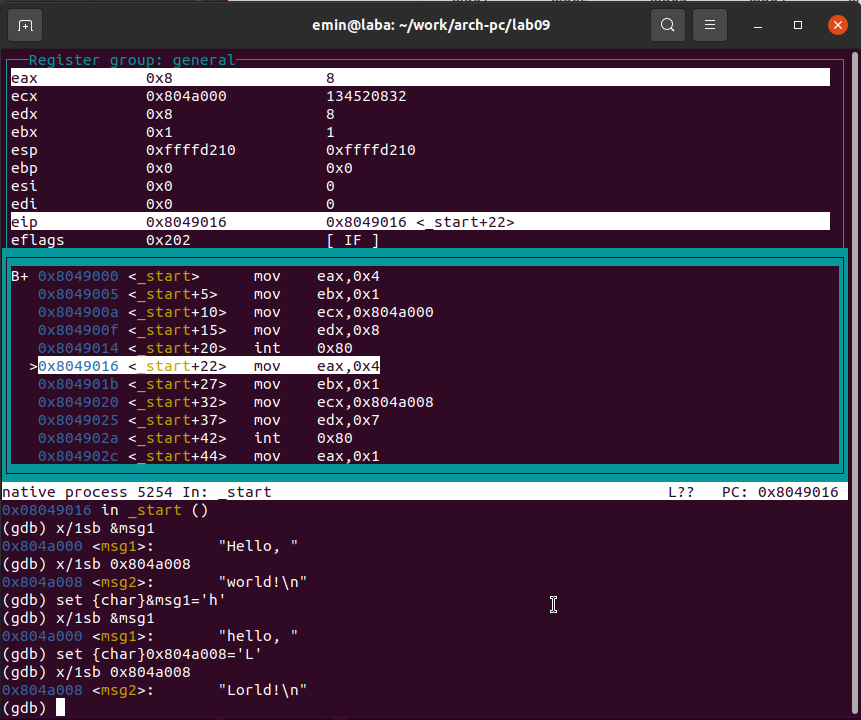 emin@laba: ~/work/arch-pc/lab09
Register group: general
eax 0x8 8
ecx 0x804a000 134520832
edx 0x8 8
ebx 0x1 1
esp 0xffffd210 0xffffd210
ebp 0x0 0x0
esi 0x0 0
edi 0x0 0
eip 0x8049016 0x8049016 <_start+22>
eflags 0x202 [ IF ]
B+ 0x8049000 <_start> mov eax,0x4
0x8049005 <_start+5> mov ebx,0x1
0x804900a <_start+10> mov ecx,0x804a000
0x804900f <_start+15> mov edx,0x8
0x8049014 <_start+20> int 0x80
>0x8049016 <_start+22> mov eax,0x4
0x804901b <_start+27> mov ebx,0x1
0x8049020 <_start+32> mov ecx,0x804a008
0x8049025 <_start+37> mov edx,0x7
0x804902a <_start+42> int 0x80
0x804902c <_start+44> mov eax,0x1
native process 5254 In: _start L?? PC: 0x8049016
0x08049016 in _start ()
(gdb) x/1sb &msg1
0x804a000 <msg1>: "Hello, "
(gdb) x/1sb 0x804a008
0x804a008 <msg2>: "world!\n"
(gdb) set {char}&msg1='h'
(gdb) x/1sb &msg1
0x804a000 <msg1>: "hello, "
(gdb) set {char}0x804a008='L'
(gdb) x/1sb 0x804a008
0x804a008 <msg2>: "Lorld!\n"
(gdb)